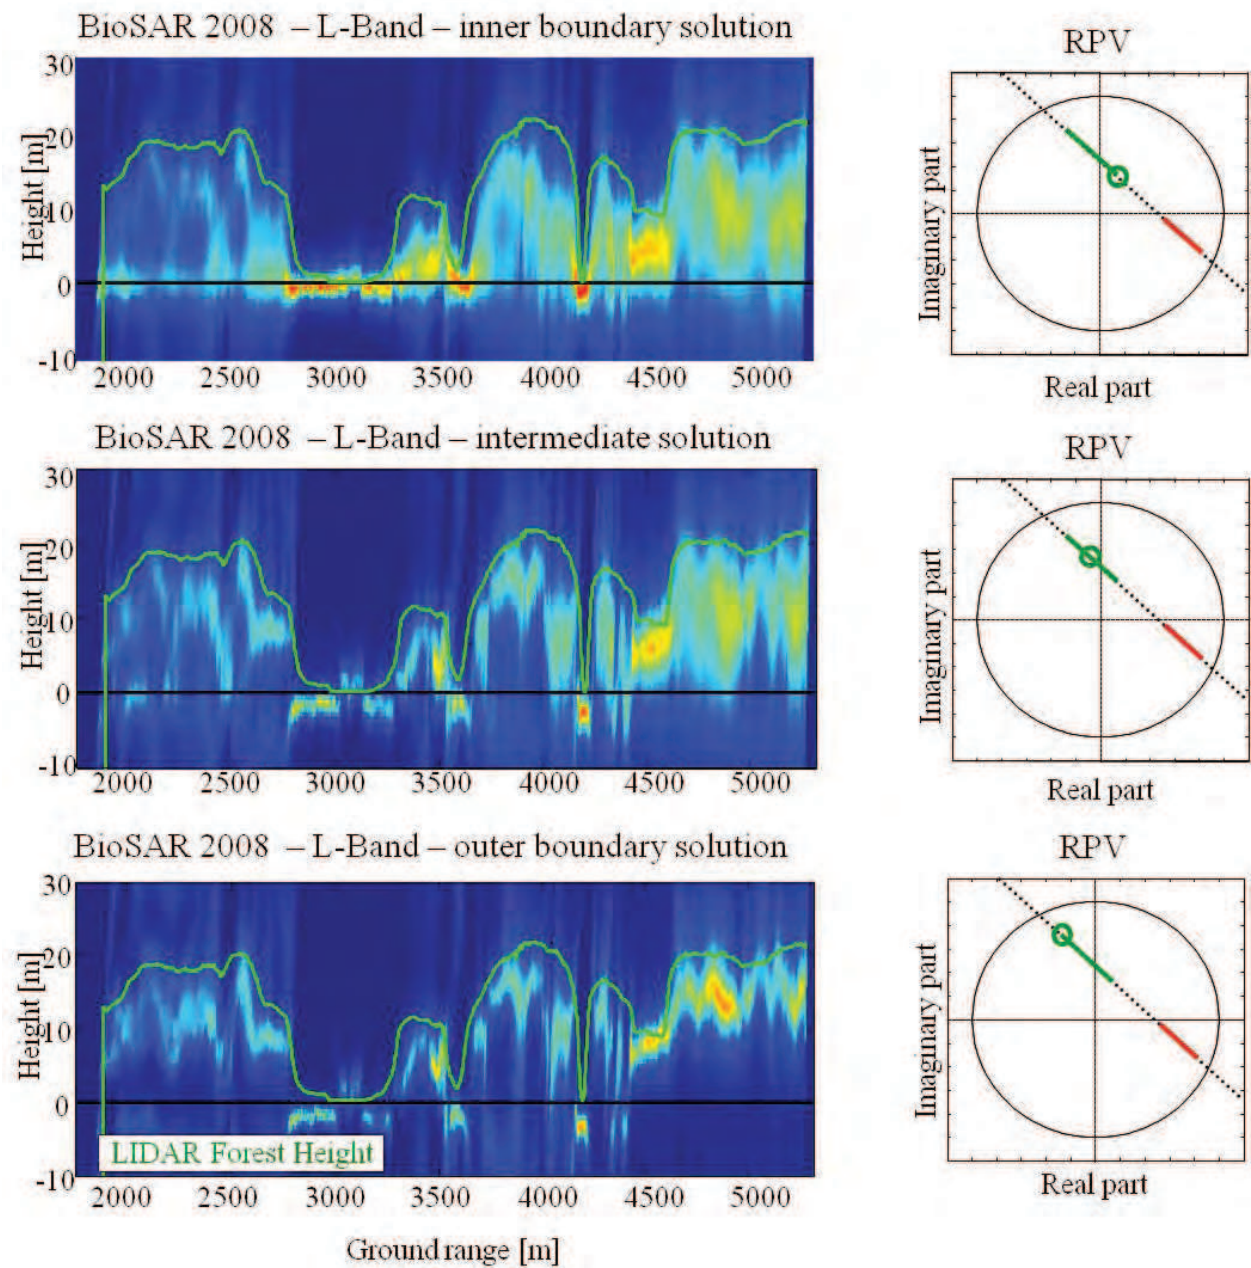 BioSAR 2008 – L-Band – inner boundary solution
RPV
Height [m]
30
20
10
0
-10
2000 2500 3000 3500 4000 4500 5000
Imaginary part
Real part
BioSAR 2008 – L-Band – intermediate solution
RPV
Height [m]
30
20
10
0
-10
2000 2500 3000 3500 4000 4500 5000
Imaginary part
Real part
BioSAR 2008 – L-Band – outer boundary solution
RPV
Height [m]
30
20
10
0
-10
LIDAR Forest Height
2000 2500 3000 3500 4000 4500 5000
Imaginary part
Real part
Ground range [m]